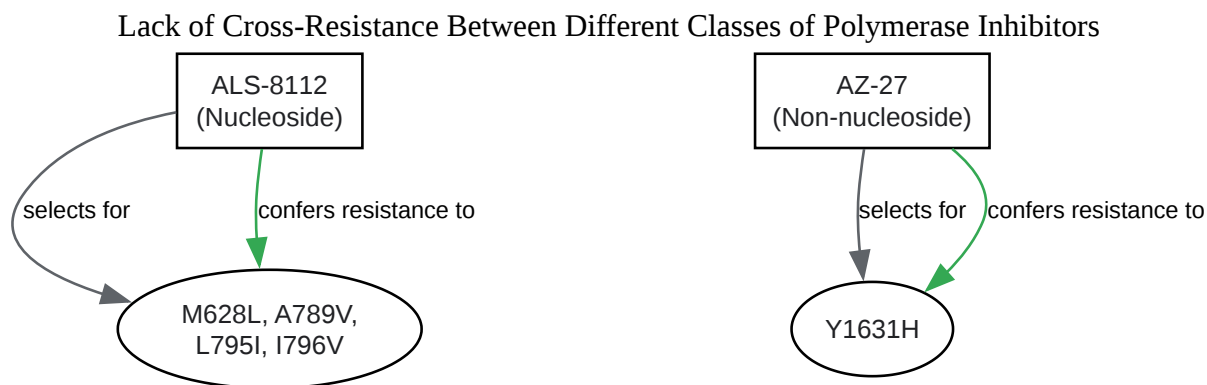 Lack of Cross-Resistance Between Different Classes of Polymerase Inhibitors
ALS-8112
(Nucleoside)
AZ-27
(Non-nucleoside)
selects for
confers resistance to
selects for
confers resistance to
M628L, A789V,
L795I, I796V
Y1631H